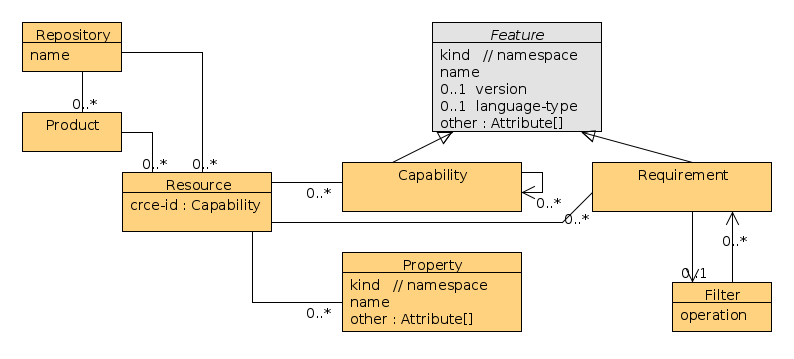 Repository
name
Feature
kind // namespace
name
0..1 version
0..1 language-type
other : Attribute[]
0..*
Product
0..*
0..*
Resource
crce-id : Capability
Capability
0..*
0..*
Requirement
0..*
0..*
Property
kind // namespace
name
other : Attribute[]
0..*
0../1
Filter
operation